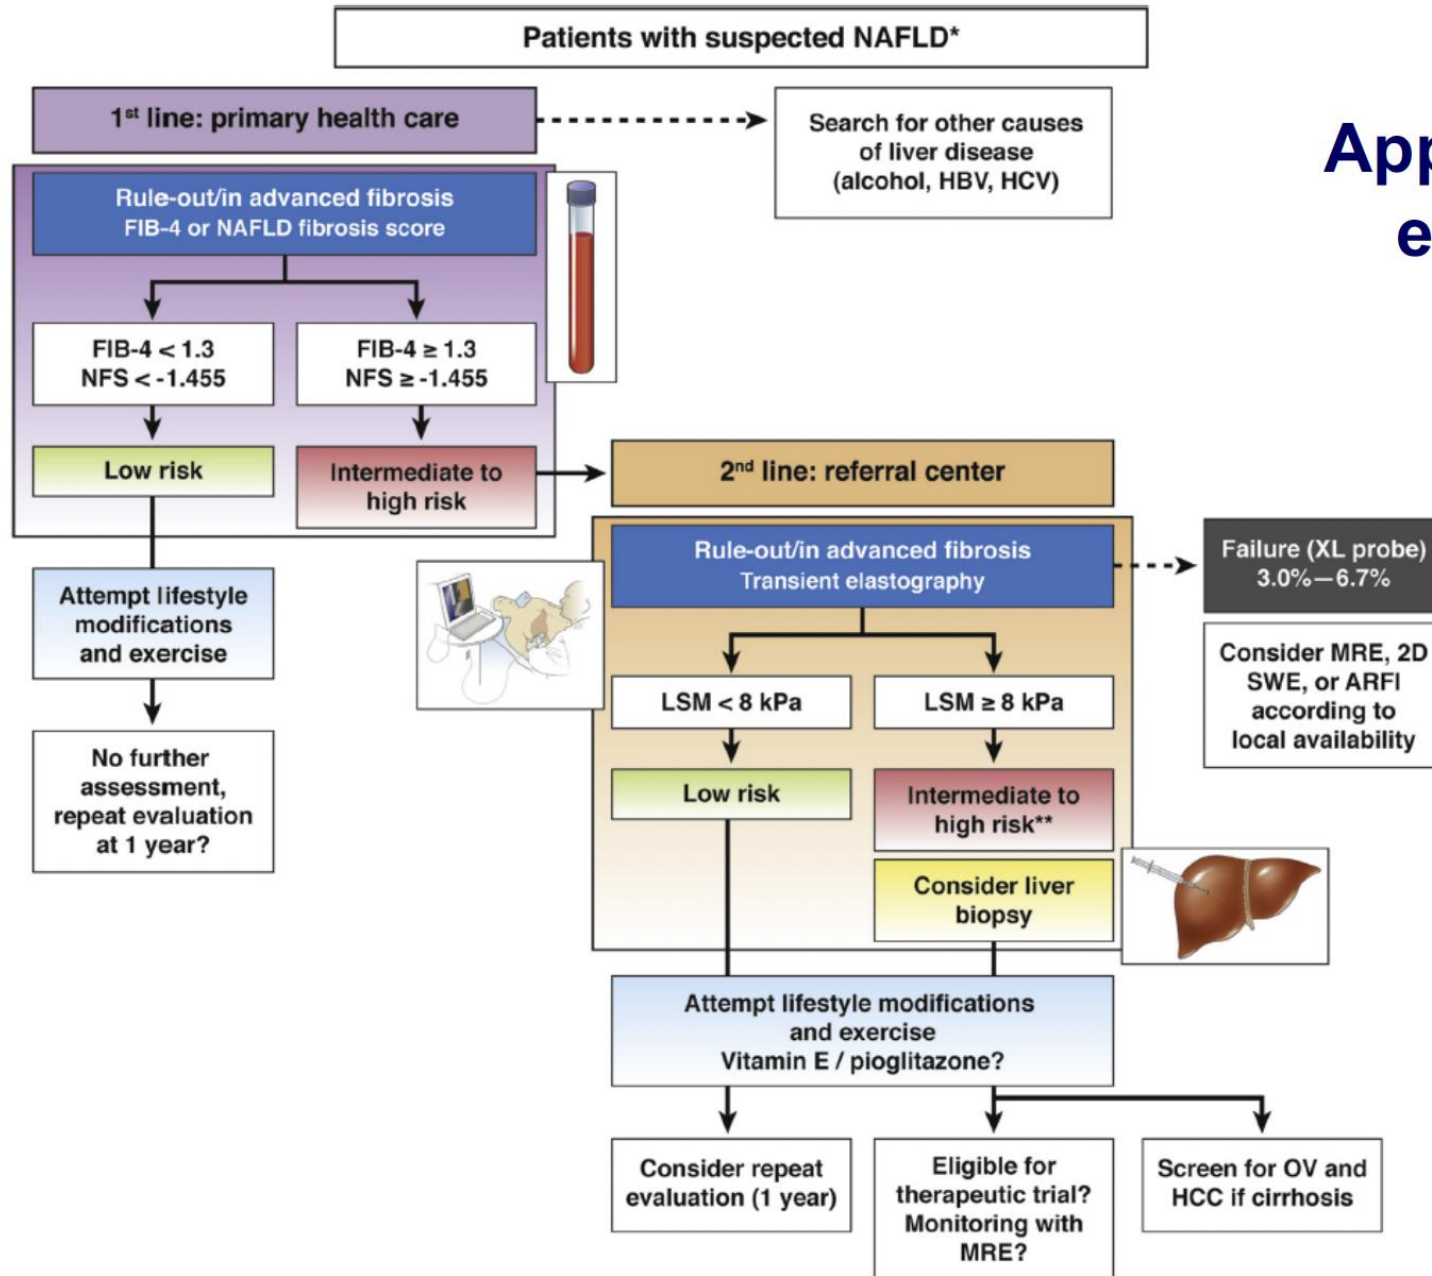 Patients with suspected NAFLD*
1st line: primary health care
Search for other causes
of liver disease
(alcohol, HBV, HCV)
App
e
Rule-out/in advanced fibrosis
FIB-4 or NAFLD fibrosis score
FIB-4 < 1.3
NFS < -1.455
FIB-4 ≥ 1.3
NFS ≥ -1.455
Low risk
Intermediate to
high risk
Attempt lifestyle
modifications
and exercise
No further
assessment,
repeat evaluation
at 1 year?
2nd line: referral center
Rule-out/in advanced fibrosis
Transient elastography
Failure (XL probe)
3.0%—6.7%
Consider MRE, 2D
SWE, or ARFI
according to
local availability
LSM < 8 kPa
LSM ≥ 8 kPa
Low risk
Intermediate to
high risk**
Consider liver
biopsy
Attempt lifestyle modifications
and exercise
Vitamin E / pioglitazone?
Consider repeat
evaluation (1 year)
Eligible for
therapeutic trial?
Monitoring with
MRE?
Screen for OV and
HCC if cirrhosis